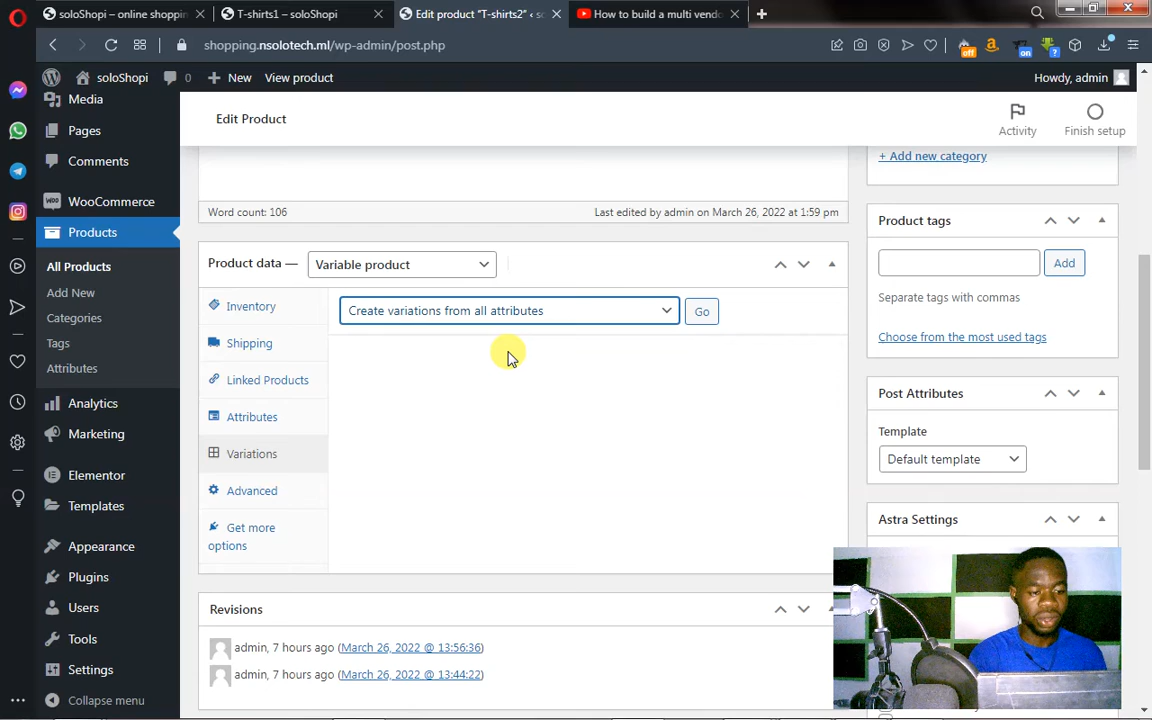 soloShopi – online shoppin
T-shirts1 – soloShopi
Edit product "T-shirts2" ‹ so
How to build a multi vendo
shopping.nsolotech.ml/wp-admin/post.php
off
on
?
soloShopi
0
New
View product
Howdy, admin
Media
Pages
Comments
WooCommerce
Products
All Products
Add New
Categories
Tags
Attributes
Analytics
Marketing
Elementor
Templates
Appearance
Plugins
Users
Tools
Settings
Collapse menu
Edit Product
Activity
Finish setup
Word count: 106
Last edited by admin on March 26, 2022 at 1:59 pm
Product data —
Variable product
Inventory
Shipping
Linked Products
Attributes
Variations
Advanced
Get more
options
Create variations from all attributes
Go
Revisions
admin, 7 hours ago (March 26, 2022 @ 13:56:36)
admin, 7 hours ago (March 26, 2022 @ 13:44:22)
+ Add new category
Product tags
Add
Separate tags with commas
Choose from the most used tags
Post Attributes
Template
Default template
Astra Settings